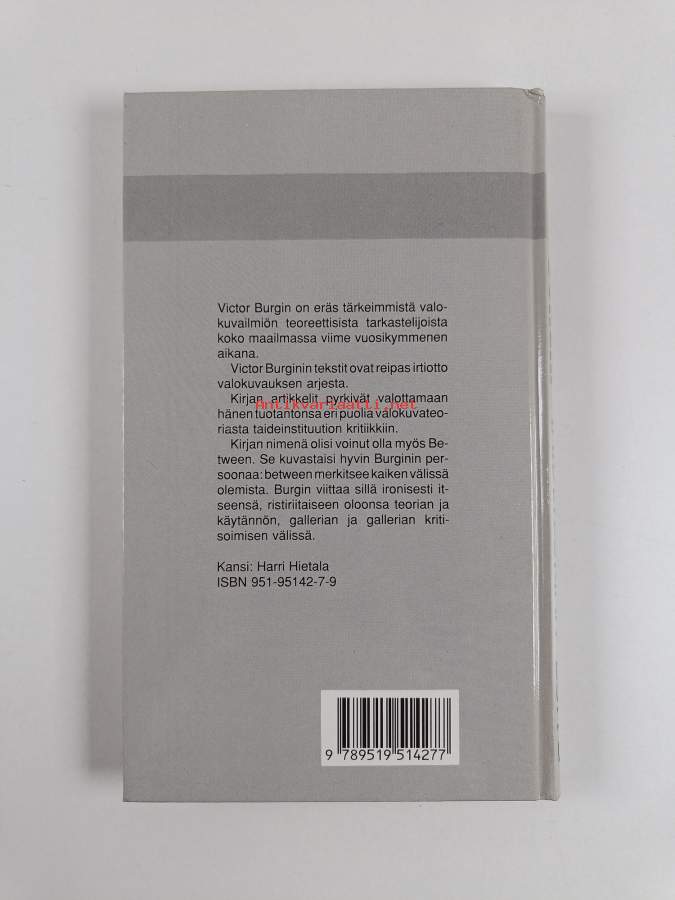 Victor Burgin on eräs tärkeimmistä valo-
kuvailmiön teoreettisista tarkastelijoista
koko maailmassa viime vuosikymmenen
aikana.
Victor Burginin tekstit ovat reipas irtiotto
valokuvauksen arjesta.
Kirjan artikkelit pyrkivät valottamaan
Antikvariaatti.net
hänen tuotantonsa eri puolia valokuvateo-
riasta taideinstituution kritiikkiin.
Kirjan nimenä olisi voinut olla myös Be-
tween. Se kuvastaisi hyvin Burginin per-
soonaa: between merkitsee kaiken välissä
olemista. Burgin viittaa sillä ironisesti it-
seensä, ristiriitaiseen oloonsa teorian ja
käytännön, gallerian ja gallerian kriti-
soimisen välissä.
Kansi: Harri Hietala
ISBN 951-95142-7-9
9 789519 514277